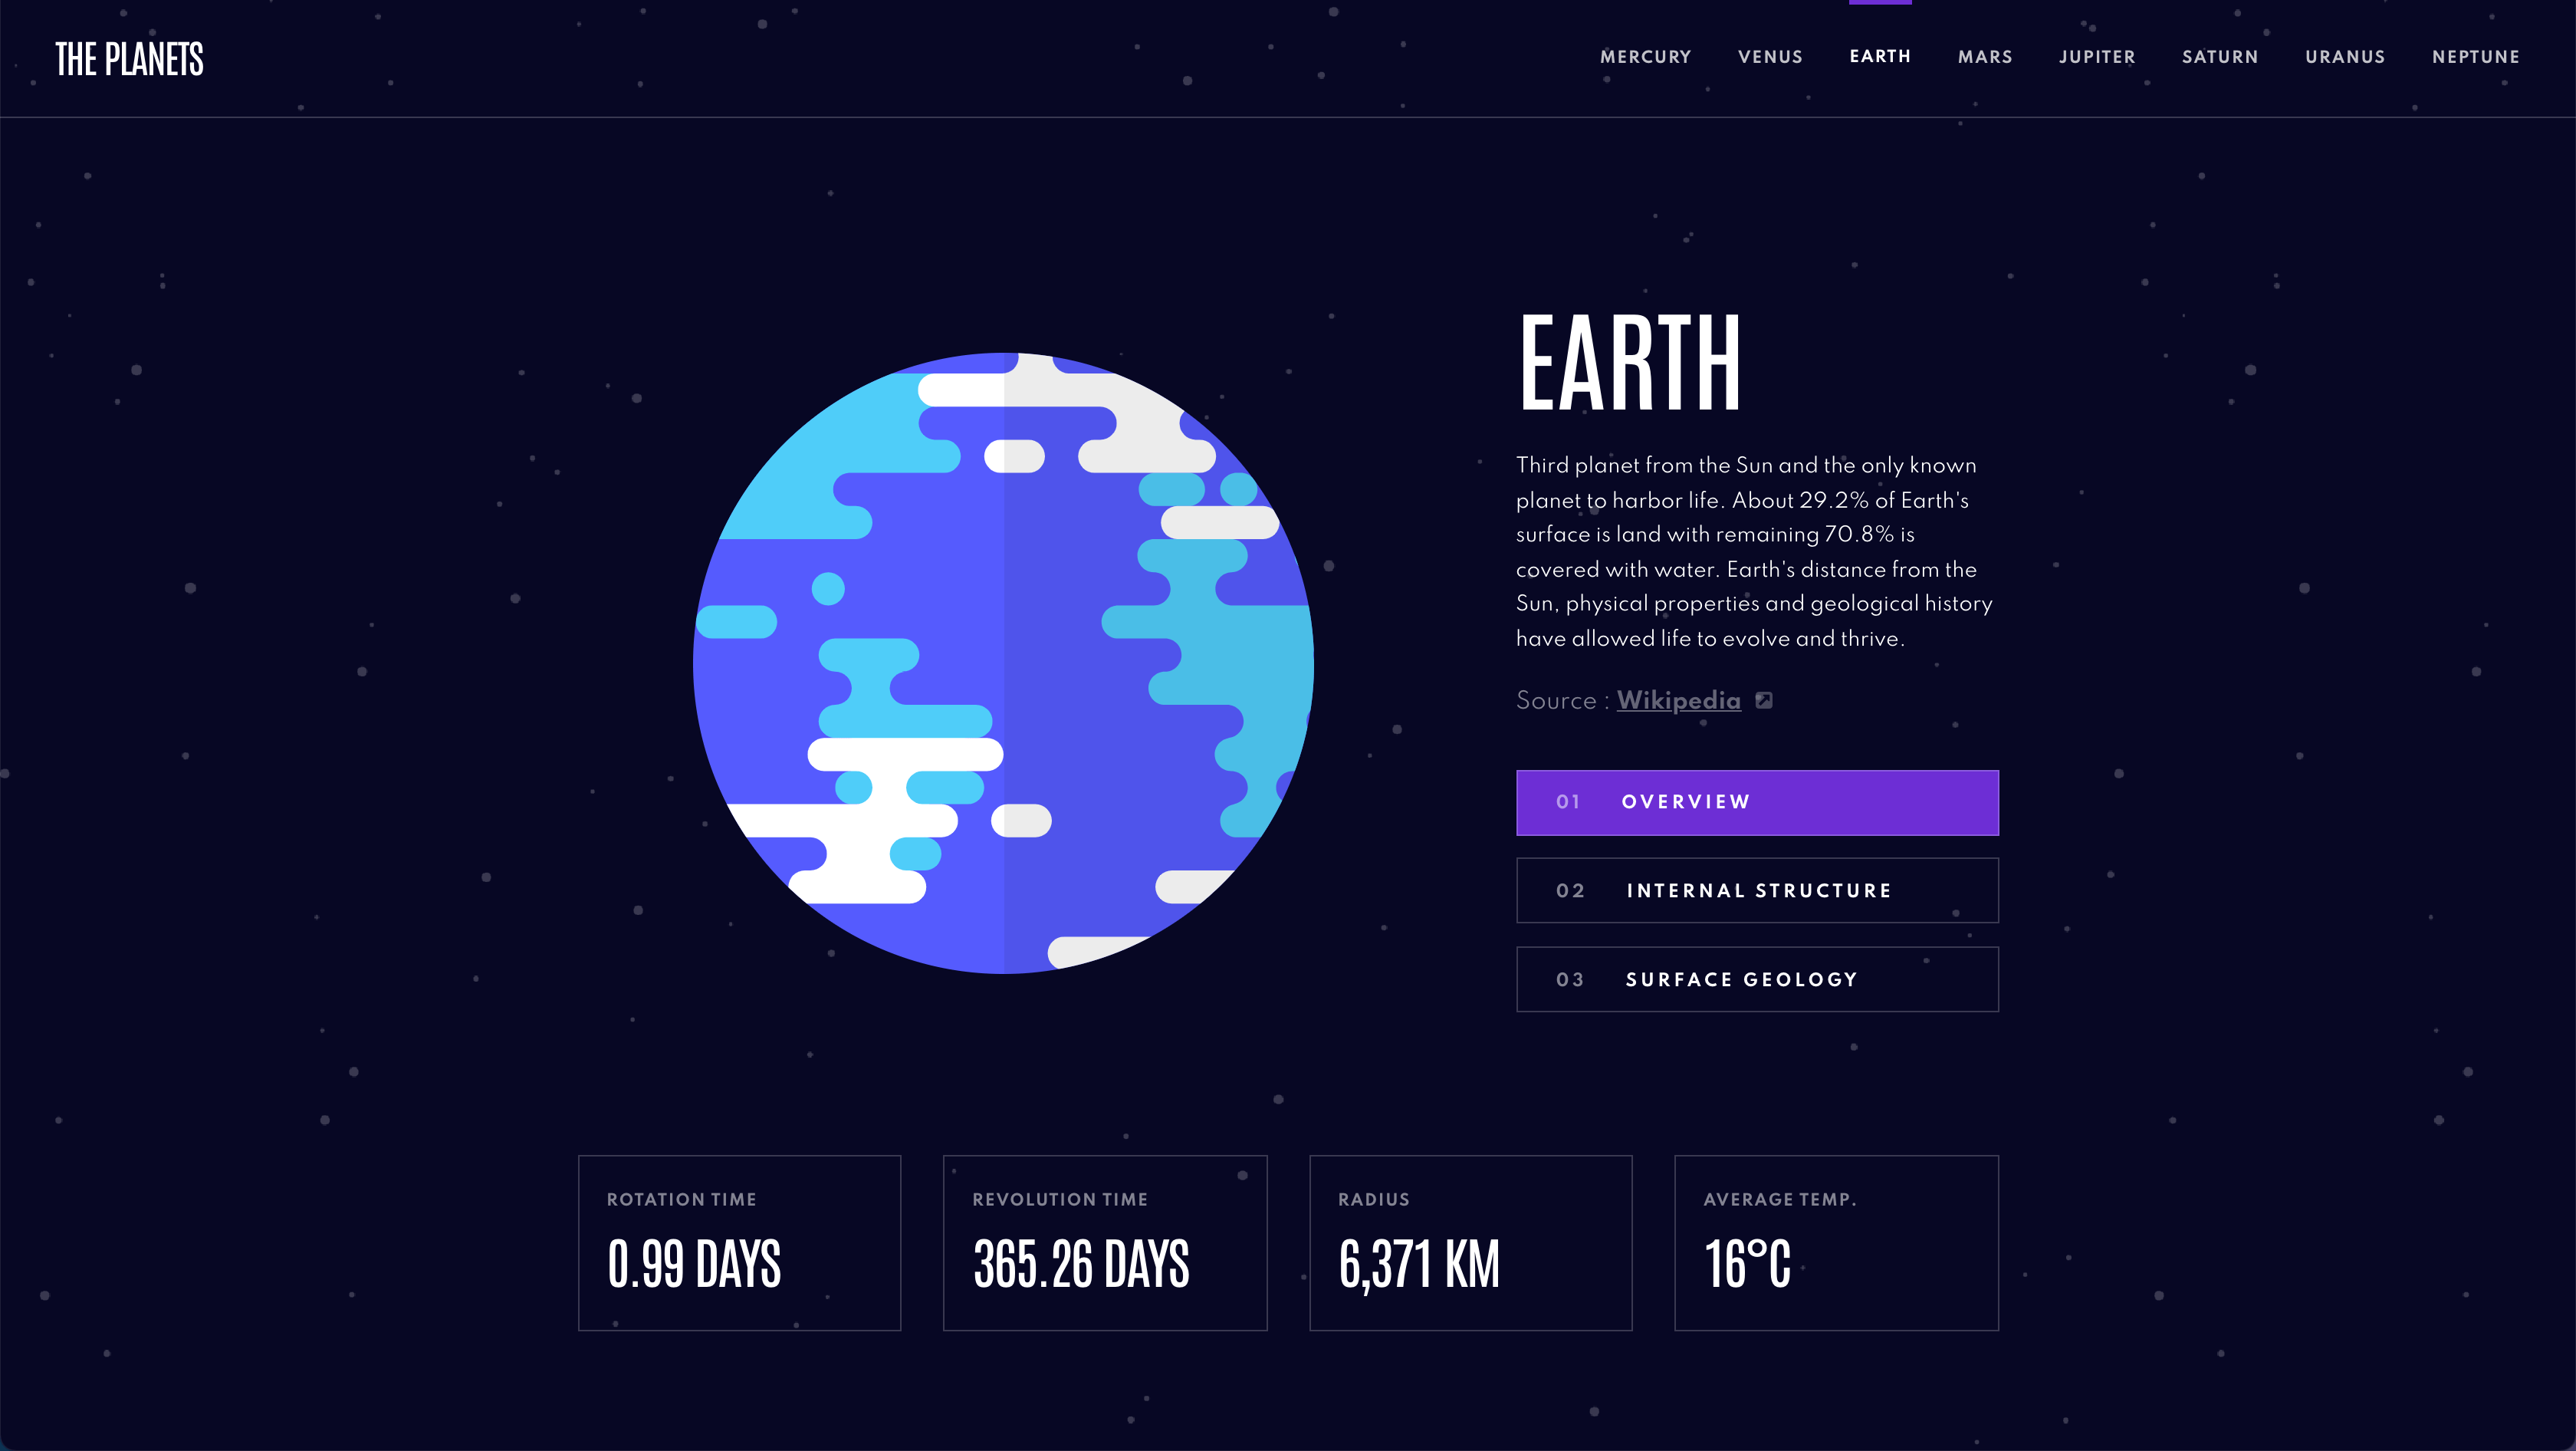 THE PLANETS
MERCURY VENUS EARTH MARS JUPITER SATURN URANUS NEPTUNE
EARTH
Third planet from the Sun and the only known
planet to harbor life. About 29.2% of Earth's
surface is land with remaining 70.8% is
covered with water. Earth's distance from the
Sun, physical properties and geological history
have allowed life to evolve and thrive.
Source : Wikipedia
01 OVERVIEW
02 INTERNAL STRUCTURE
03 SURFACE GEOLOGY
ROTATION TIME
0.99 DAYS
REVOLUTION TIME
365.26 DAYS
RADIUS
6,371 KM
AVERAGE TEMP.
16°C